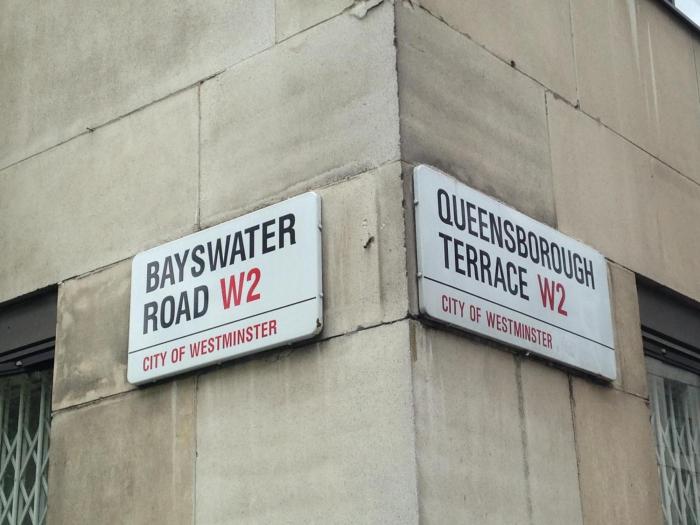 BAYSWATER
ROAD W2
CITY OF WESTMINSTER
QUEENSBOROUGH
TERRACE W2
CITY OF WESTMINSTER